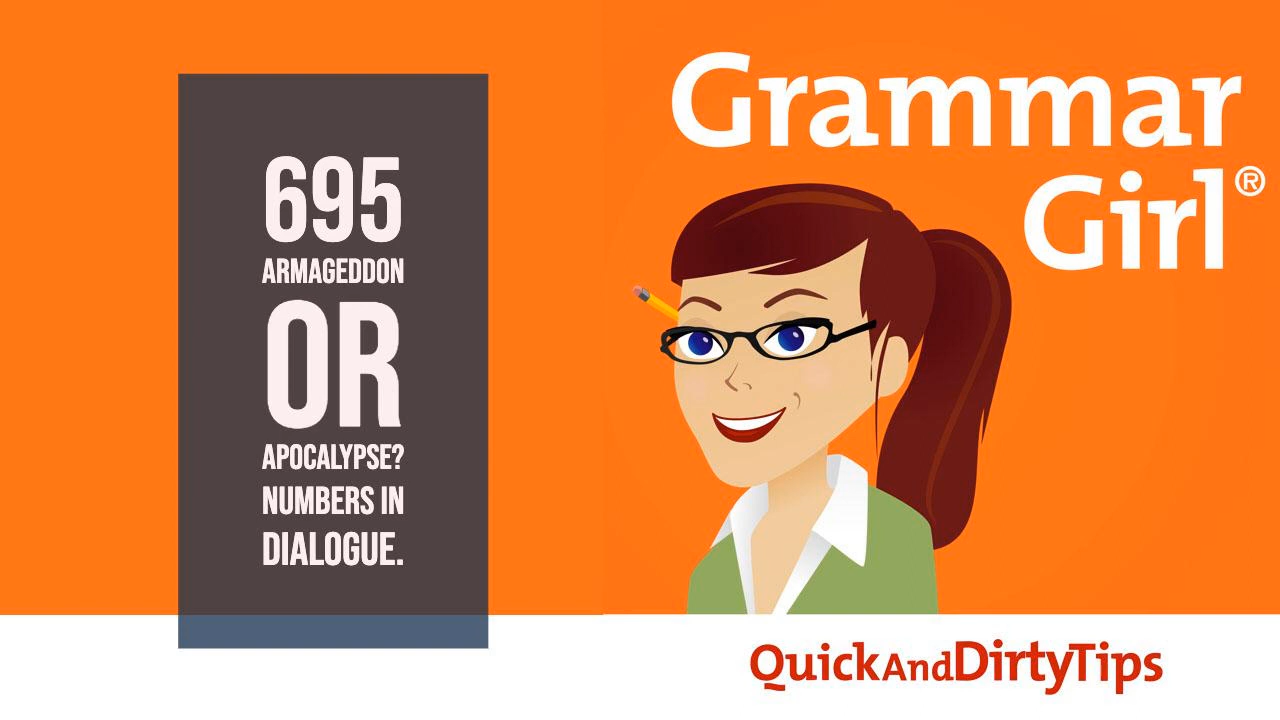 695
ARMAGEDDON
OR
APOCALYPSE?
NUMBERS IN
DIALOGUE.
Grammar
Girl®
QuickAndDirtyTips